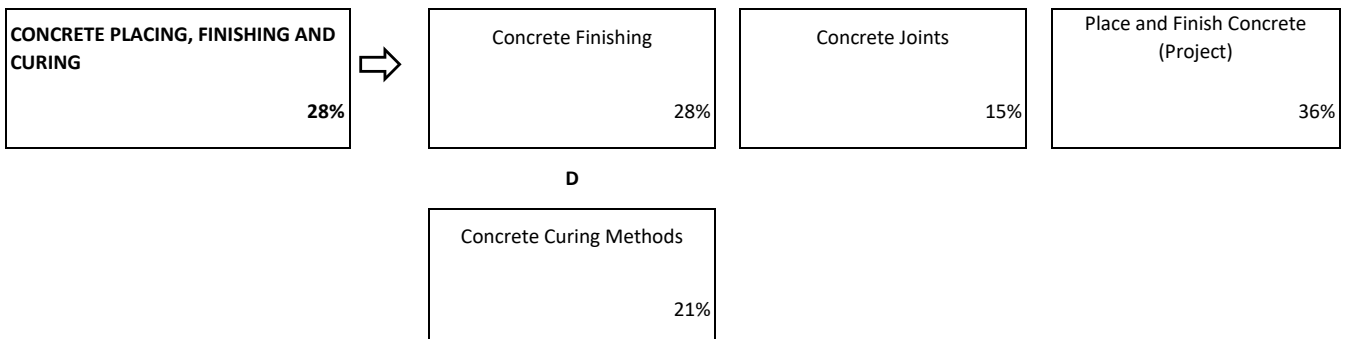 CONCRETE PLACING, FINISHING AND
CURING
28%
Concrete Finishing
28%
Concrete Joints
15%
Place and Finish Concrete
(Project)
36%
D
Concrete Curing Methods
21%